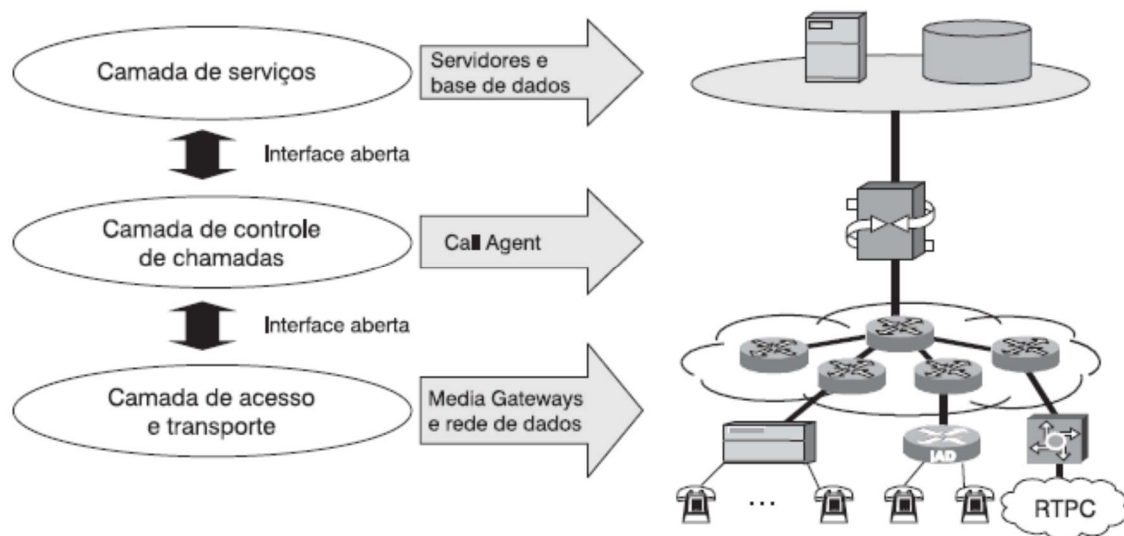 Camada de serviços
Servidores e
base de dados
Interface aberta
Camada de controle
de chamadas
Call Agent
Interface aberta
Camada de acesso
e transporte
Media Gateways
e rede de dados
IAD
...
RTPC